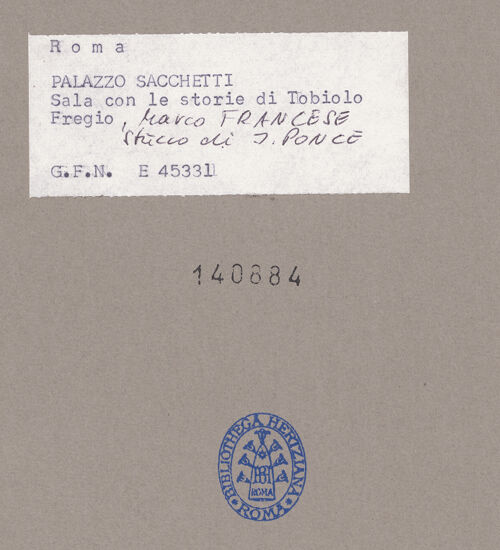 Roma
PALAZZO SACCHETTI
Sala con le storie di Tobiolo
Fregio, Marco FRANCESE
Stucco di J. PONCE
G.F.N. E 45331
140884
BIBLIOTHECA HERTZIANA
ROMA
ROMA